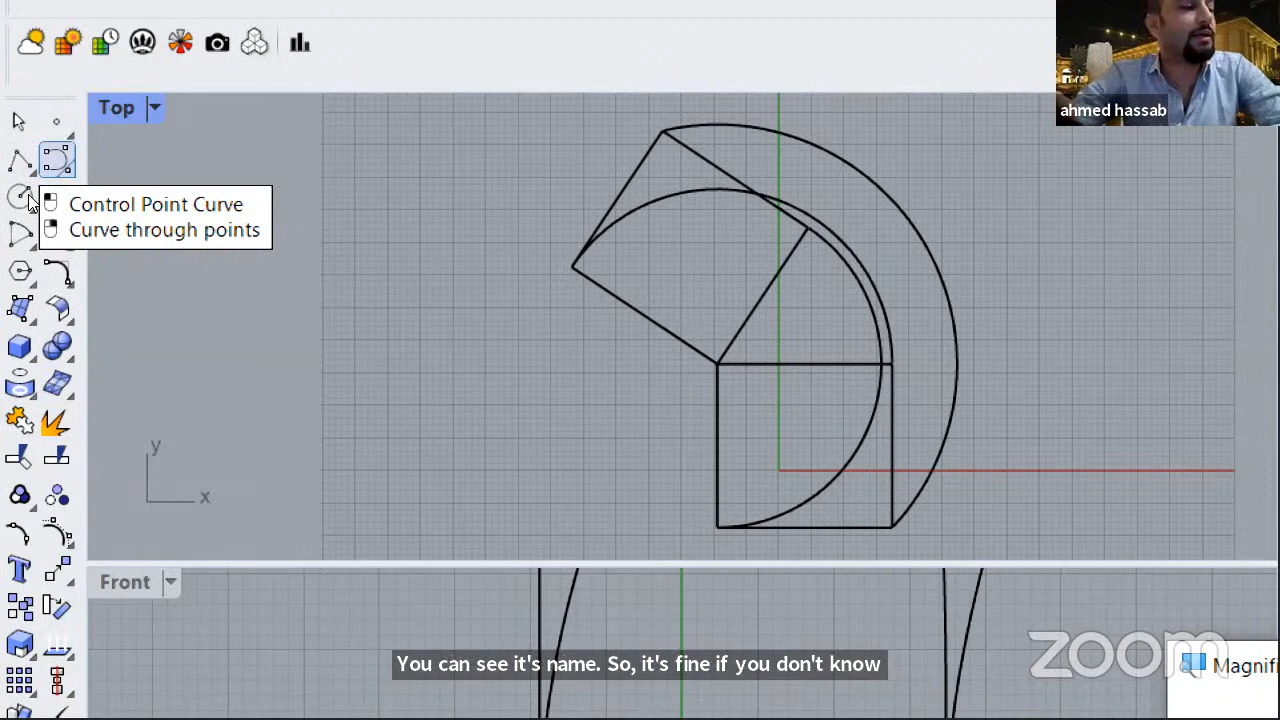 ahmed hassab
Top
Control Point Curve
Curve through points
y
x
Front
You can see it's name. So, it's fine if you don't know
zoom
Magnifi